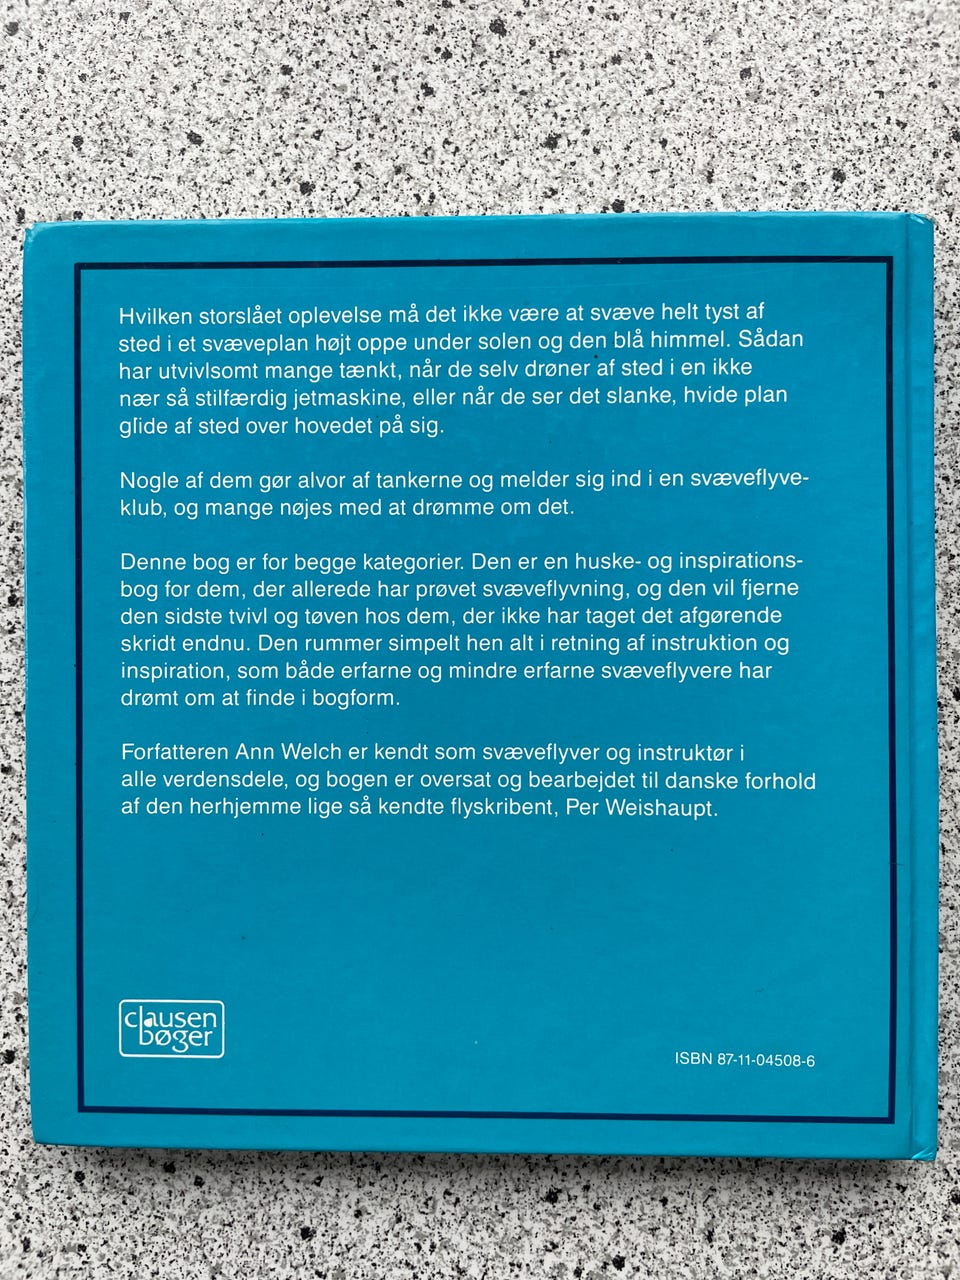 Hvilken storslået oplevelse må det ikke være at svæve helt tyst af
sted i et svæveplan højt oppe under solen og den blå himmel. Sådan
har utvivlsomt mange tænkt, når de selv drøner af sted i en ikke
nær så stilfærdig jetmaskine, eller når de ser det slanke, hvide plan
glide af sted over hovedet på sig.
Nogle af dem gør alvor af tankerne og melder sig ind i en svæveflyve-
klub, og mange nøjes med at drømme om det.
Denne bog er for begge kategorier. Den er en huske- og inspirations-
bog for dem, der allerede har prøvet svæveflyvning, og den vil fjerne
den sidste tvivl og tøven hos dem, der ikke har taget det afgørende
skridt endnu. Den rummer simpelt hen alt i retning af instruktion og
inspiration, som både erfarne og mindre erfarne svæveflyvere har
drømt om at finde i bogform.
Forfatteren Ann Welch er kendt som svæveflyver og instruktør i
alle verdensdele, og bogen er oversat og bearbejdet til danske forhold
af den herhjemme lige så kendte flyskribent, Per Weishaupt.
clausen
bøger
ISBN 87-11-04508-6